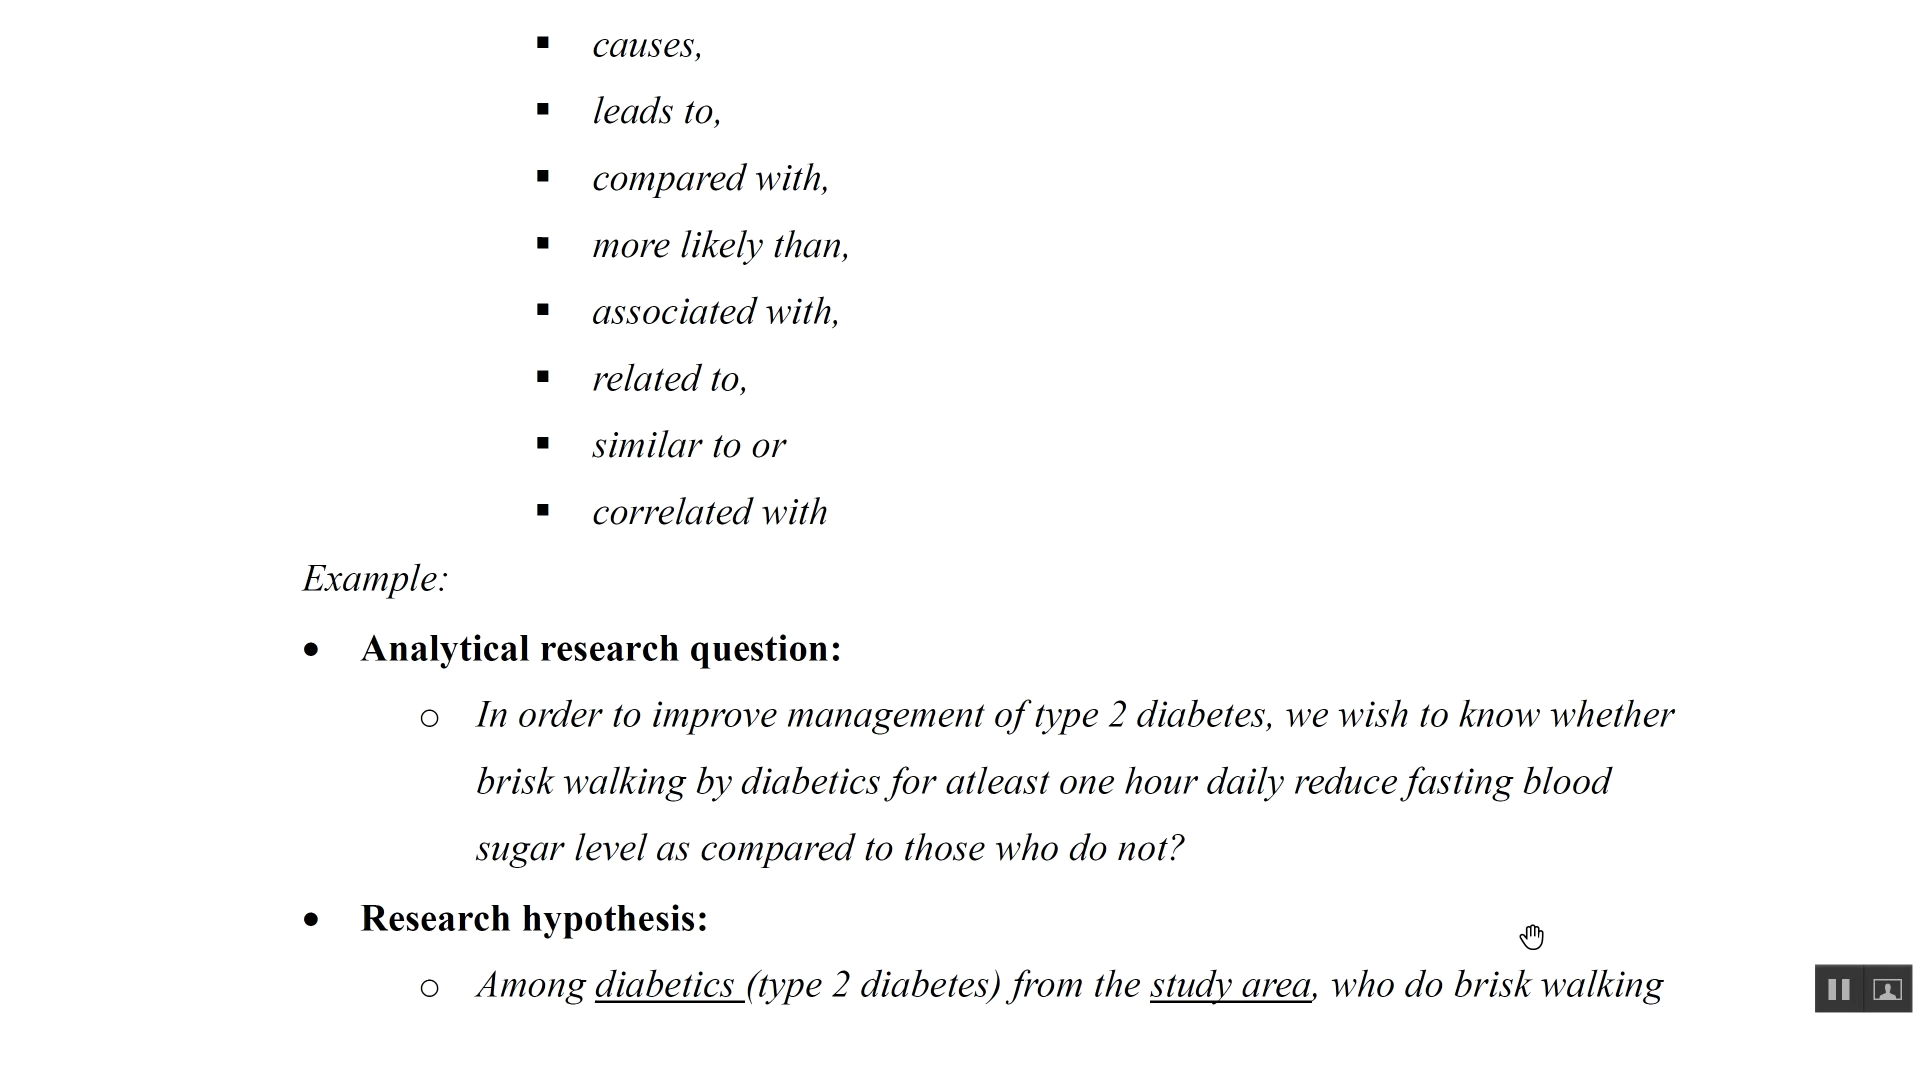 ▪ causes,
▪ leads to,
▪ compared with,
▪ more likely than,
▪ associated with,
▪ related to,
▪ similar to or
▪ correlated with
Example:
• Analytical research question:
o In order to improve management of type 2 diabetes, we wish to know whether
brisk walking by diabetics for atleast one hour daily reduce fasting blood
sugar level as compared to those who do not?
• Research hypothesis:
o Among diabetics (type 2 diabetes) from the study area, who do brisk walking